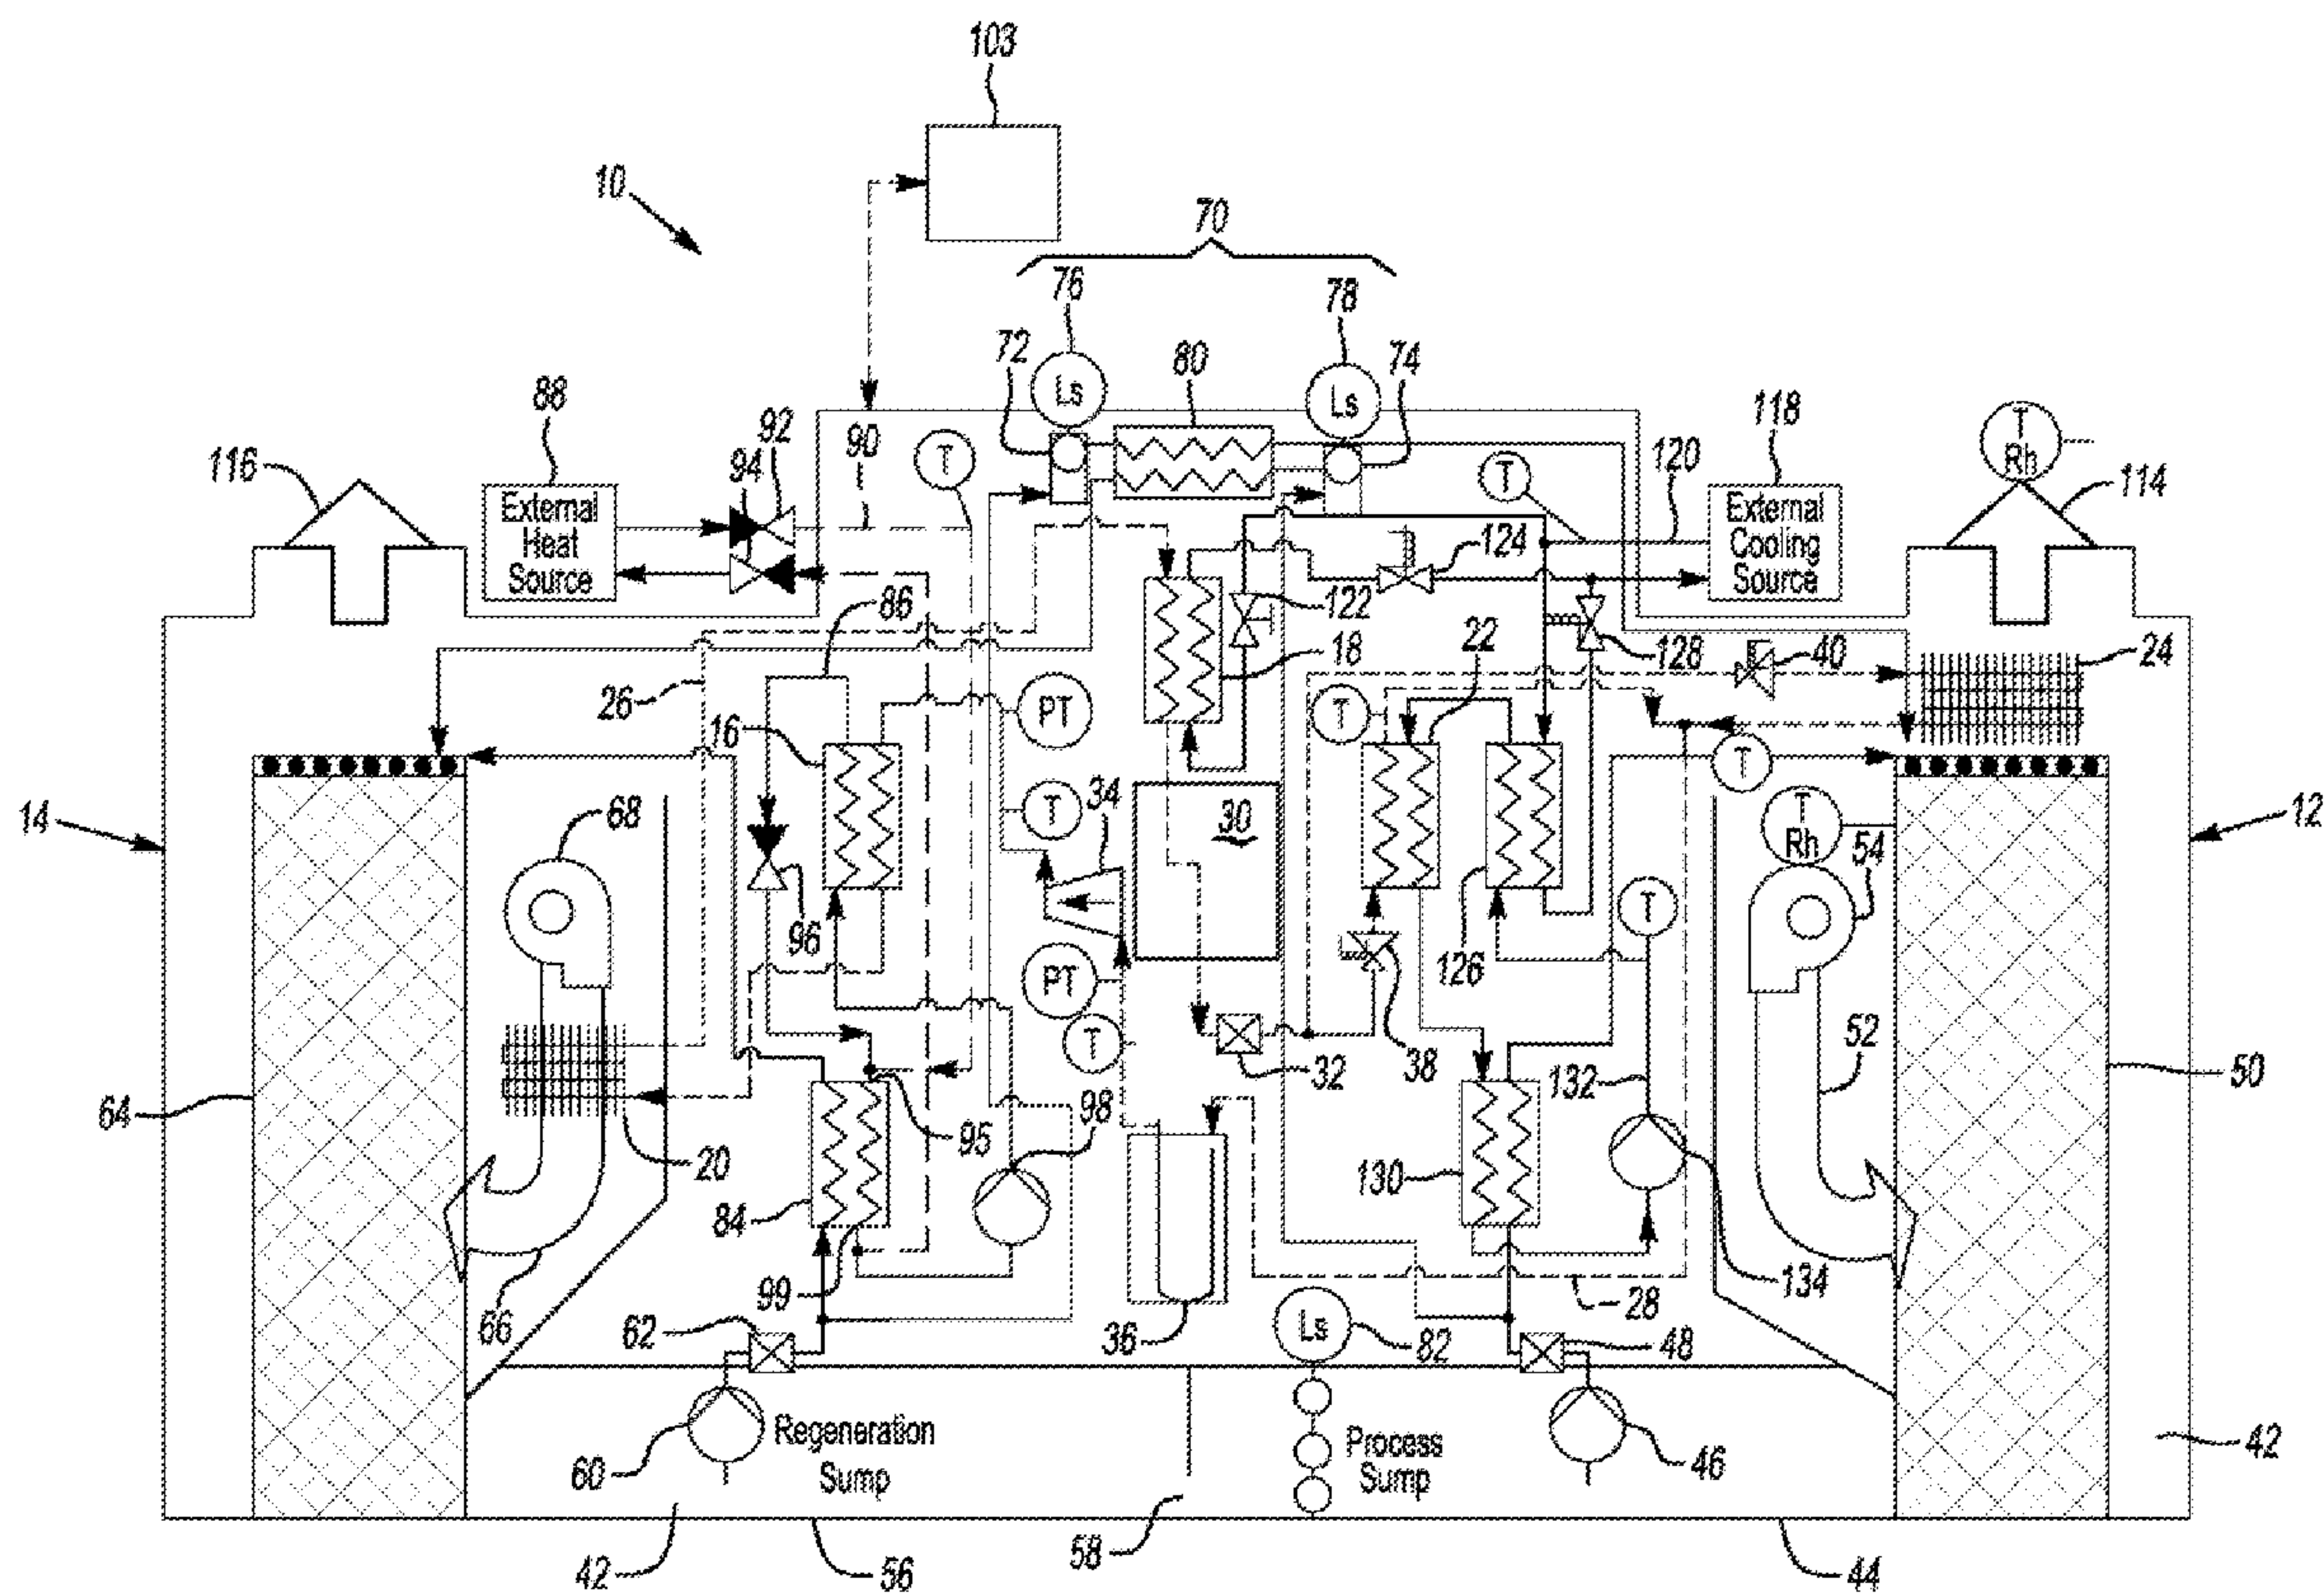 103
10
70
76
78
72
Ls
80
Ls
74
88
92
94
90
T
118
T
Rh
116
External
Heat
Source
T
120
External
Cooling
Source
114
124
86
122
18
22
128
40
24
26
16
PT
T
T
14
68
T
34
30
T
Rh
54
12
96
PT
126
T
T
32
38
52
50
64
20
95
98
132
84
130
134
66
99
62
36
Ls
82
28
48
60
Regeneration
Sump
Process
Sump
46
42
42
56
58
44